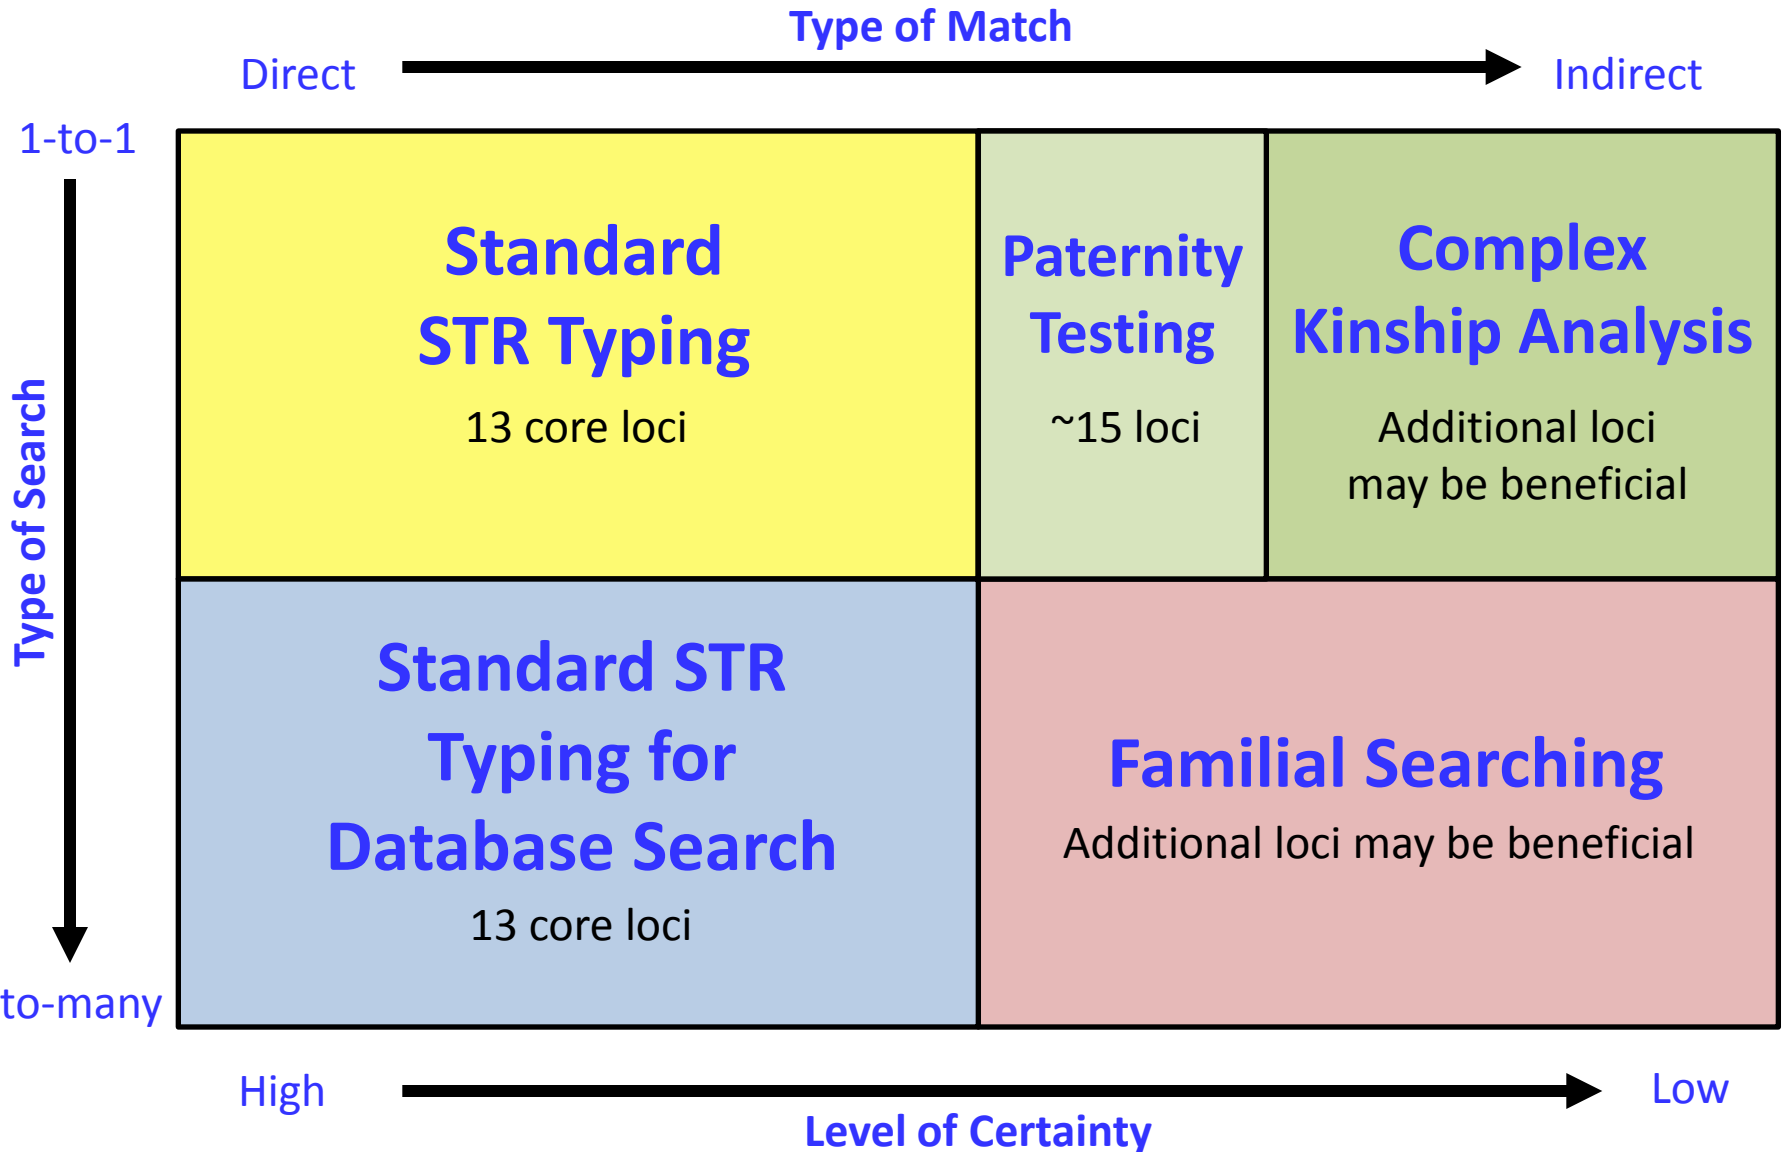 Type of Match
Direct
Indirect
1-to-1
Type of Search
to-many
Standard
STR Typing
13 core loci
Paternity
Testing
~15 loci
Complex
Kinship Analysis
Additional loci
may be beneficial
Standard STR
Typing for
Database Search
13 core loci
Familial Searching
Additional loci may be beneficial
High
Low
Level of Certainty